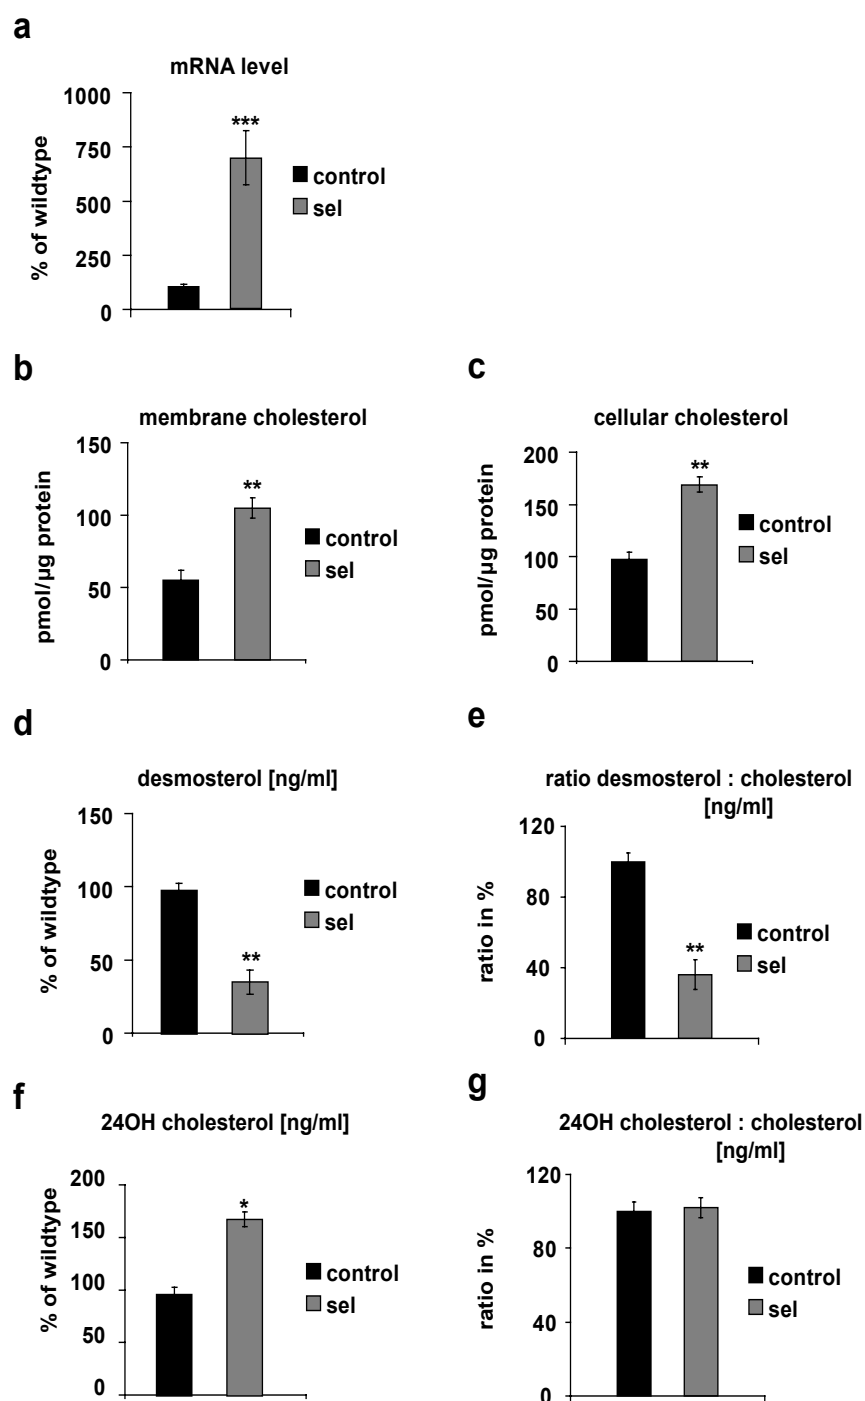 a
mRNA level
1000
750
500
250
0
% of wildtype
***
control
sel
b
membrane cholesterol
150
100
50
0
pmol/µg protein
**
control
sel
c
cellular cholesterol
200
150
100
50
0
pmol/µg protein
**
control
sel
d
desmosterol [ng/ml]
150
100
50
0
% of wildtype
**
control
sel
e
ratio desmosterol : cholesterol
[ng/ml]
120
80
40
0
ratio in %
**
control
sel
f
24OH cholesterol [ng/ml]
200
150
100
50
0
% of wildtype
*
control
sel
g
24OH cholesterol : cholesterol
[ng/ml]
120
80
40
0
ratio in %
control
sel